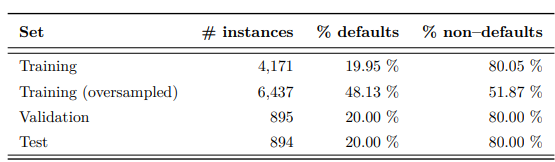 Set # instances % defaults % non–defaults
Training 4,171 19.95 % 80.05 %
Training (oversampled) 6,437 48.13 % 51.87 %
Validation 895 20.00 % 80.00 %
Test 894 20.00 % 80.00 %